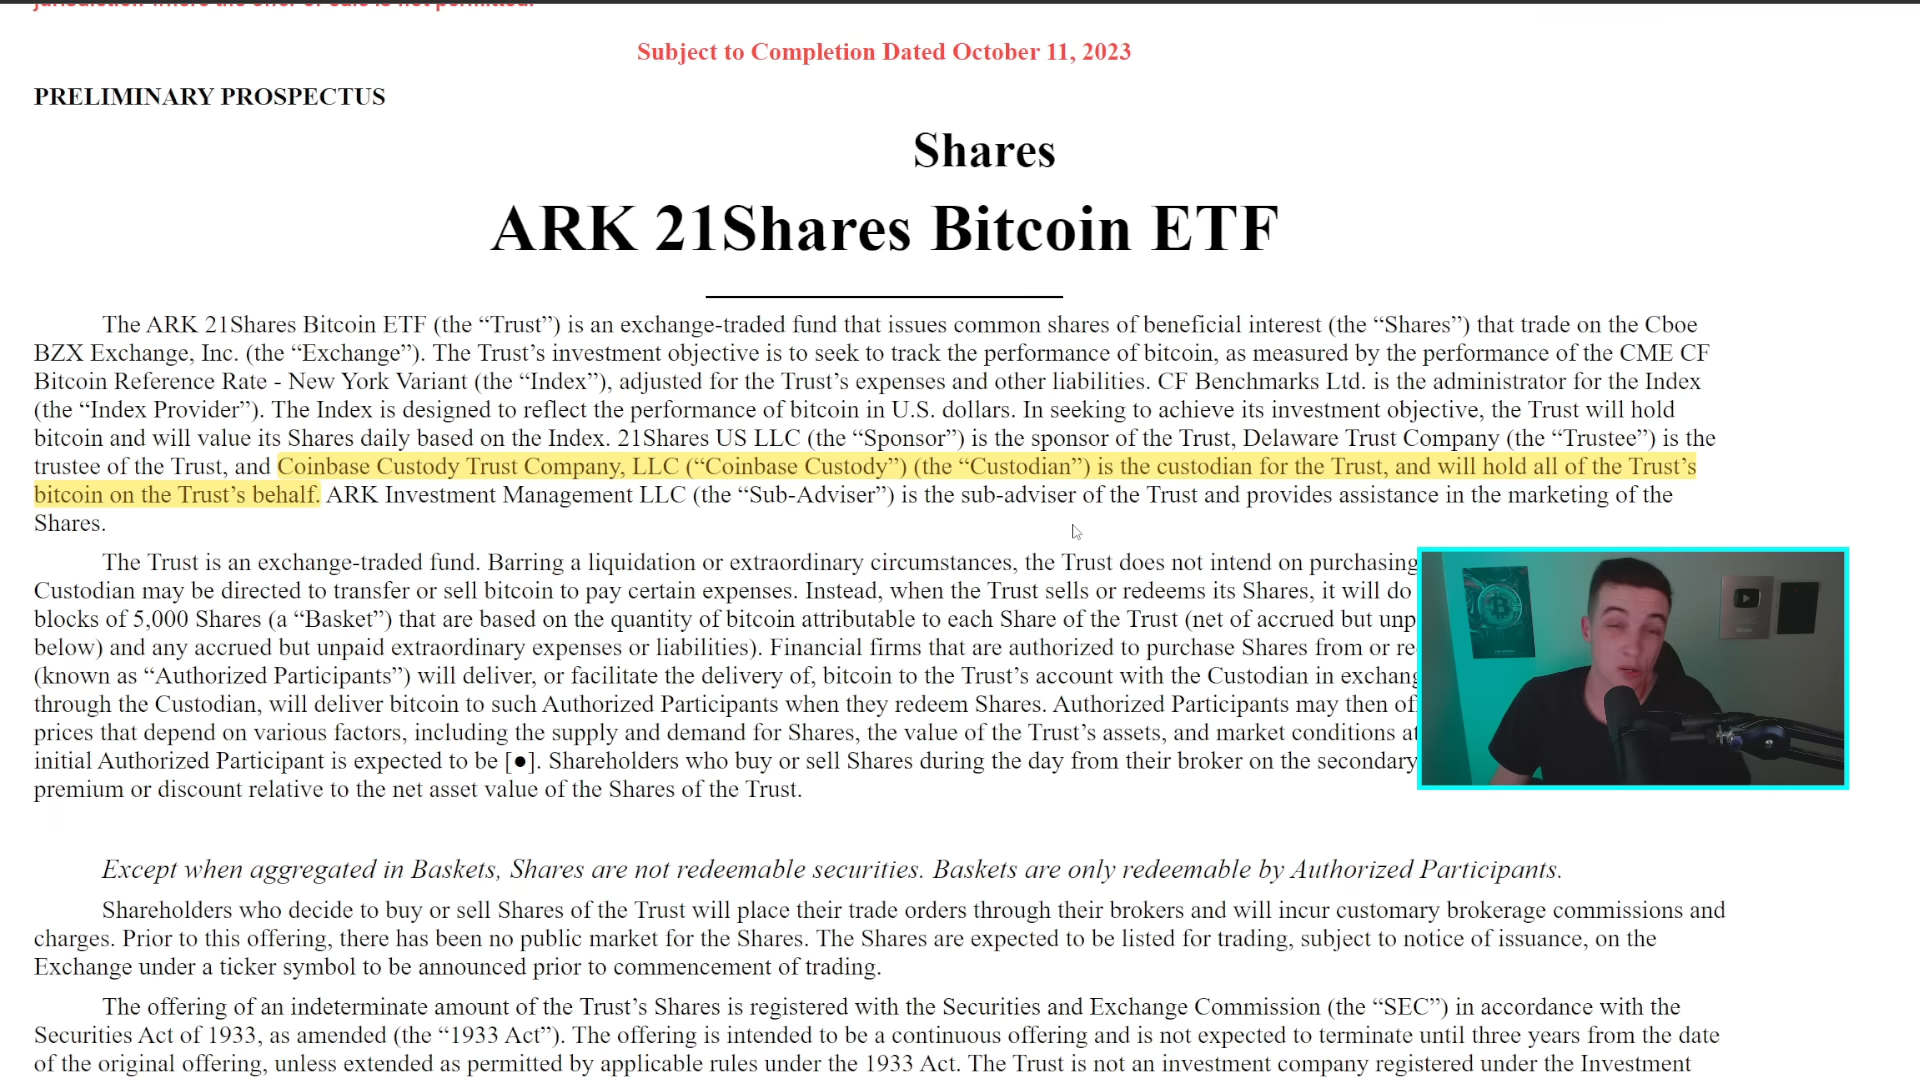 Subject to Completion Dated October 11, 2023
PRELIMINARY PROSPECTUS
Shares
ARK 21Shares Bitcoin ETF
The ARK 21Shares Bitcoin ETF (the “Trust”) is an exchange-traded fund that issues common shares of beneficial interest (the “Shares”) that trade on the Cboe
BZX Exchange, Inc. (the “Exchange”). The Trust’s investment objective is to seek to track the performance of bitcoin, as measured by the performance of the CME CF
Bitcoin Reference Rate - New York Variant (the “Index”), adjusted for the Trust’s expenses and other liabilities. CF Benchmarks Ltd. is the administrator for the Index
(the “Index Provider”). The Index is designed to reflect the performance of bitcoin in U.S. dollars. In seeking to achieve its investment objective, the Trust will hold
bitcoin and will value its Shares daily based on the Index. 21Shares US LLC (the “Sponsor”) is the sponsor of the Trust, Delaware Trust Company (the “Trustee”) is the
trustee of the Trust, and Coinbase Custody Trust Company, LLC (“Coinbase Custody”) (the “Custodian”) is the custodian for the Trust, and will hold all of the Trust’s
bitcoin on the Trust’s behalf. ARK Investment Management LLC (the “Sub-Adviser”) is the sub-adviser of the Trust and provides assistance in the marketing of the
Shares.
The Trust is an exchange-traded fund. Barring a liquidation or extraordinary circumstances, the Trust does not intend on purchasing
Custodian may be directed to transfer or sell bitcoin to pay certain expenses. Instead, when the Trust sells or redeems its Shares, it will do
blocks of 5,000 Shares (a “Basket”) that are based on the quantity of bitcoin attributable to each Share of the Trust (net of accrued but unp
below) and any accrued but unpaid extraordinary expenses or liabilities). Financial firms that are authorized to purchase Shares from or re
(known as “Authorized Participants”) will deliver, or facilitate the delivery of, bitcoin to the Trust’s account with the Custodian in exchang
through the Custodian, will deliver bitcoin to such Authorized Participants when they redeem Shares. Authorized Participants may then of
prices that depend on various factors, including the supply and demand for Shares, the value of the Trust’s assets, and market conditions at
initial Authorized Participant is expected to be [●]. Shareholders who buy or sell Shares during the day from their broker on the secondary
premium or discount relative to the net asset value of the Shares of the Trust.
Except when aggregated in Baskets, Shares are not redeemable securities. Baskets are only redeemable by Authorized Participants.
Shareholders who decide to buy or sell Shares of the Trust will place their trade orders through their brokers and will incur customary brokerage commissions and
charges. Prior to this offering, there has been no public market for the Shares. The Shares are expected to be listed for trading, subject to notice of issuance, on the
Exchange under a ticker symbol to be announced prior to commencement of trading.
The offering of an indeterminate amount of the Trust’s Shares is registered with the Securities and Exchange Commission (the “SEC”) in accordance with the
Securities Act of 1933, as amended (the “1933 Act”). The offering is intended to be a continuous offering and is not expected to terminate until three years from the date
of the original offering, unless extended as permitted by applicable rules under the 1933 Act. The Trust is not an investment company registered under the Investment